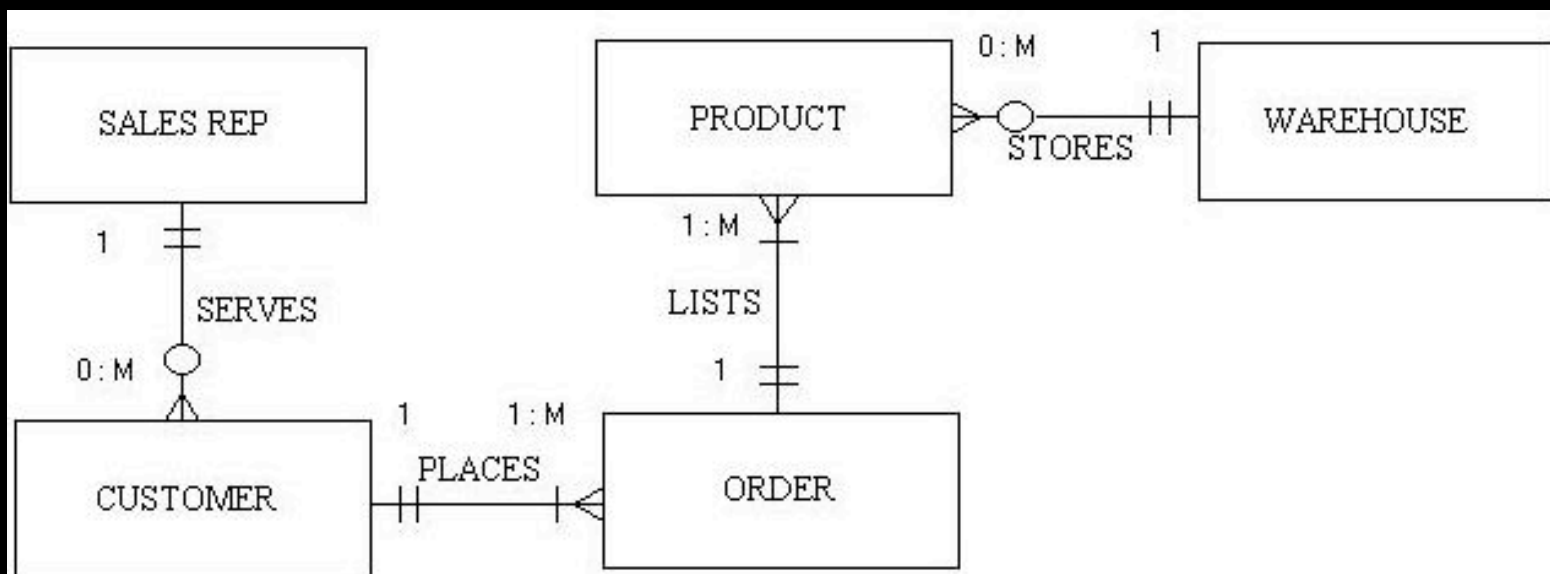 SALES REP
1
SERVES
0:M
CUSTOMER
1
PLACES
1:M
ORDER
1
LISTS
1:M
PRODUCT
0:M
STORES
1
WAREHOUSE